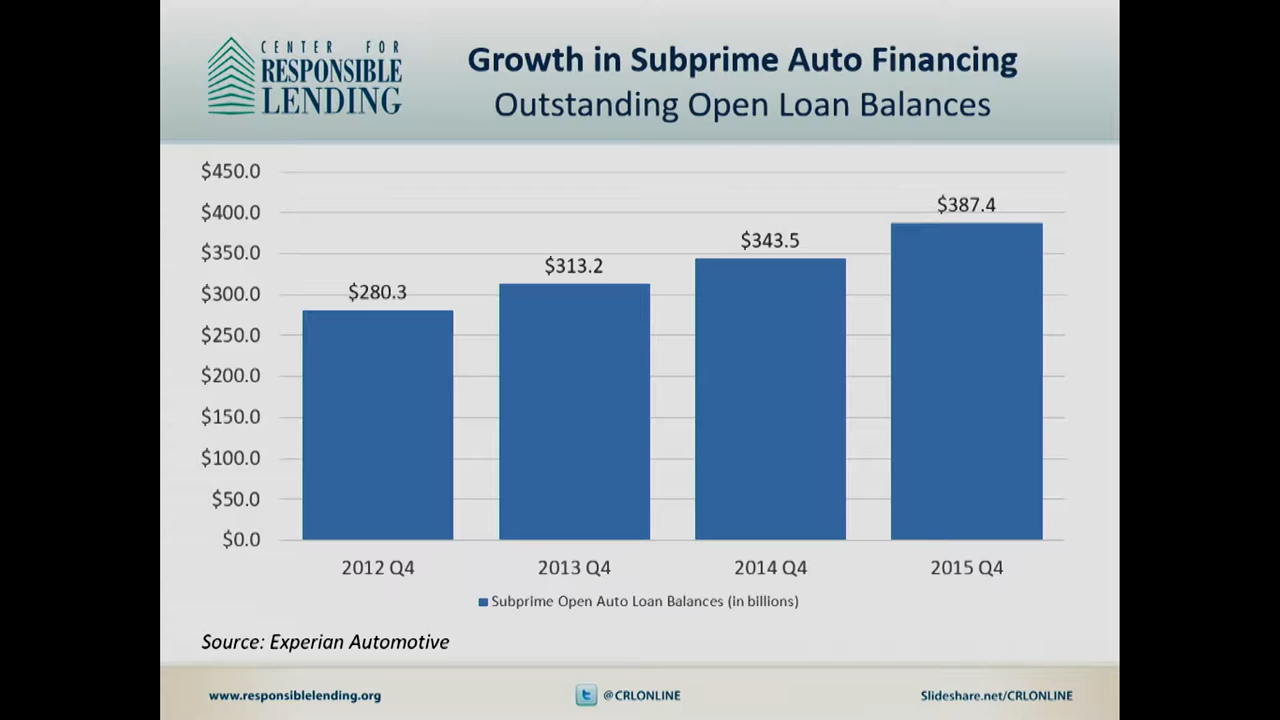 CENTER FOR
RESPONSIBLE
LENDING
Growth in Subprime Auto Financing
Outstanding Open Loan Balances
$450.0
$400.0
$350.0
$300.0
$250.0
$200.0
$150.0
$100.0
$50.0
$0.0
$280.3
$313.2
$343.5
$387.4
2012 Q4
2013 Q4
2014 Q4
2015 Q4
Subprime Open Auto Loan Balances (in billions)
Source: Experian Automotive
www.responsiblelending.org
@CRLONLINE
Slideshare.net/CRLONLINE